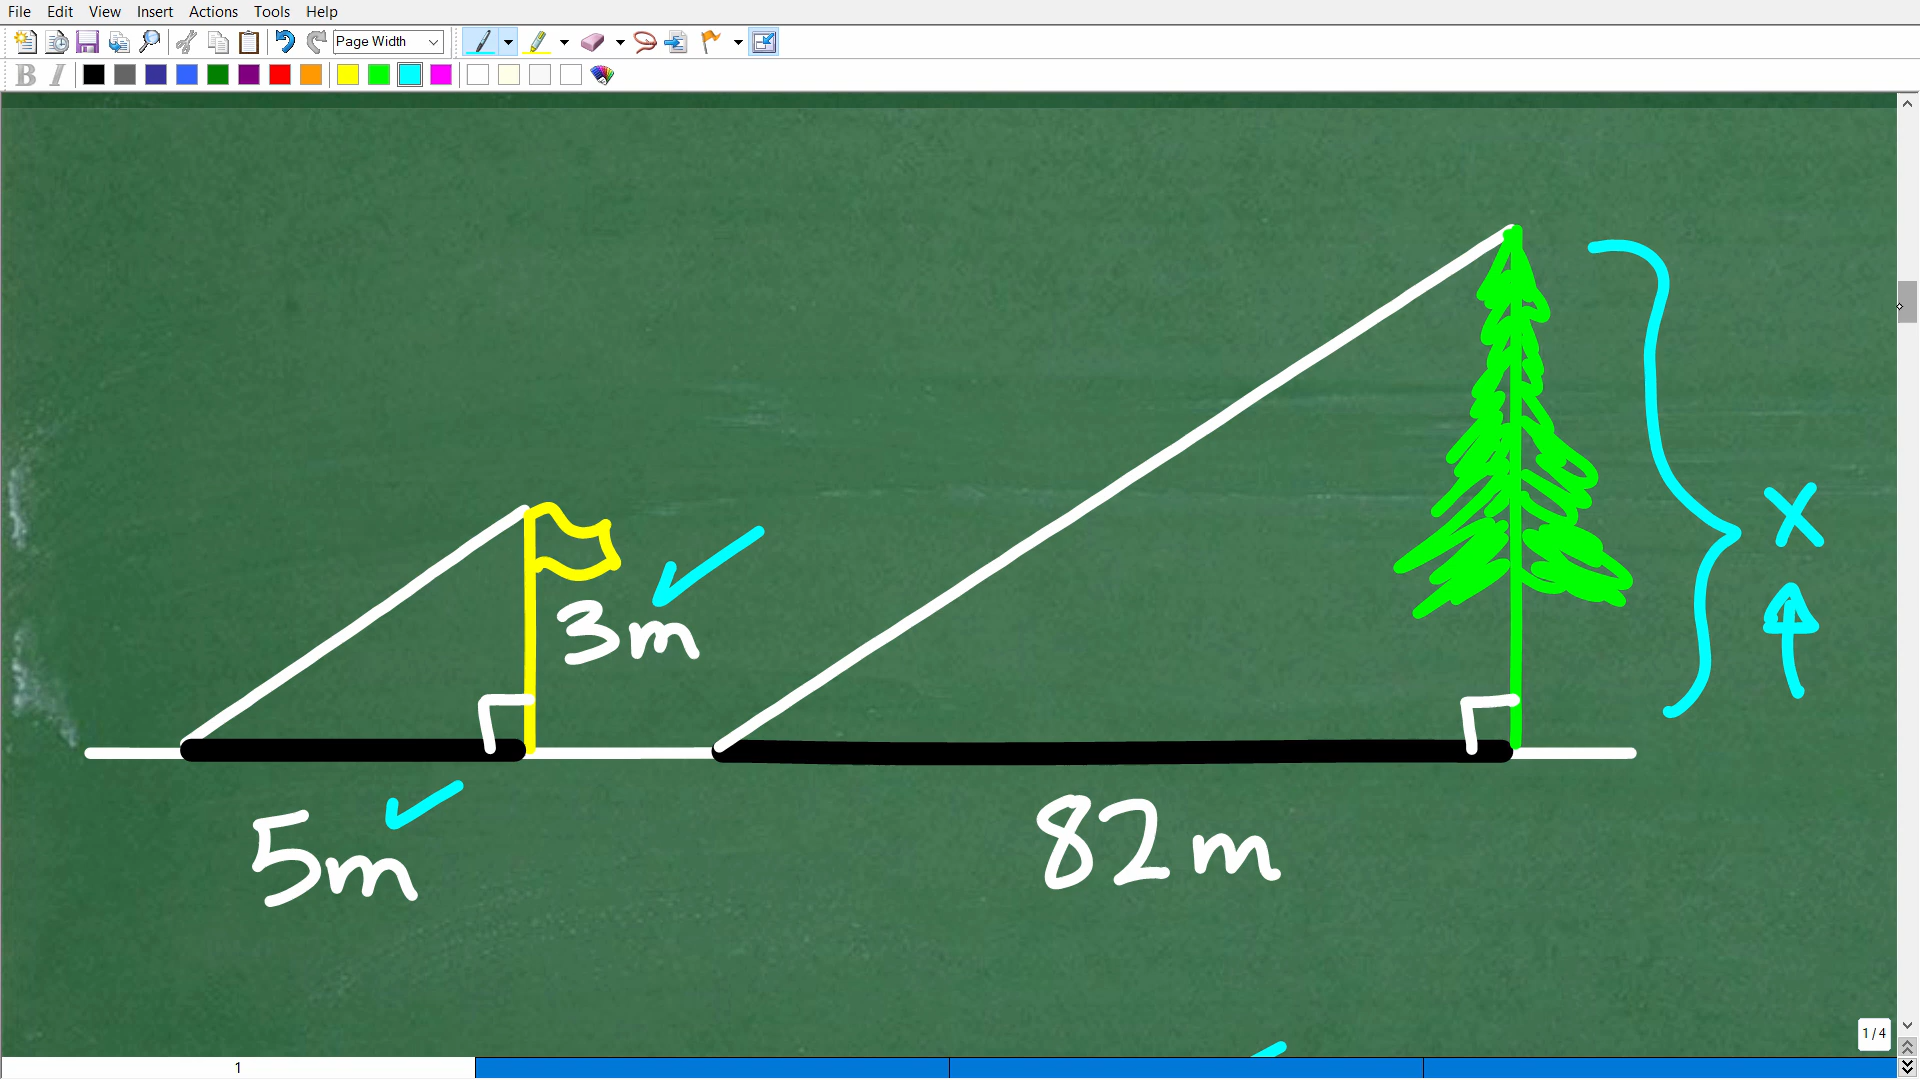 File Edit View Insert Actions Tools Help
Page Width
B I
3m
x
5m
82m
1 / 4
1